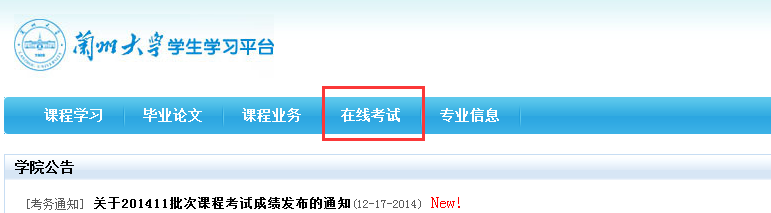 兰州大学学生学习平台
课程学习 毕业论文 课程业务 在线考试 专业信息
学院公告
[考务通知] 关于201411批次课程考试成绩发布的通知(12-17-2014) New!